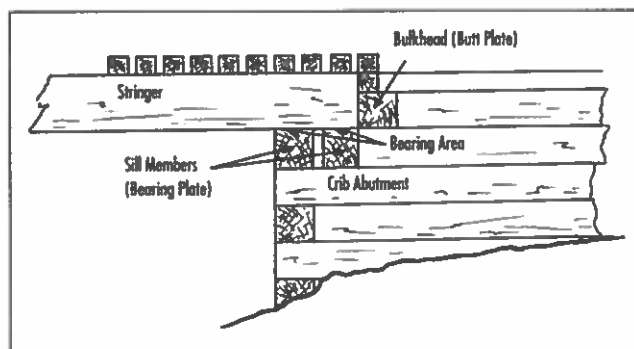 Bulkhead (Butt Plate)
Stringer
Bearing Area
Sill Members
(Bearing Plate)
Crib Abutment